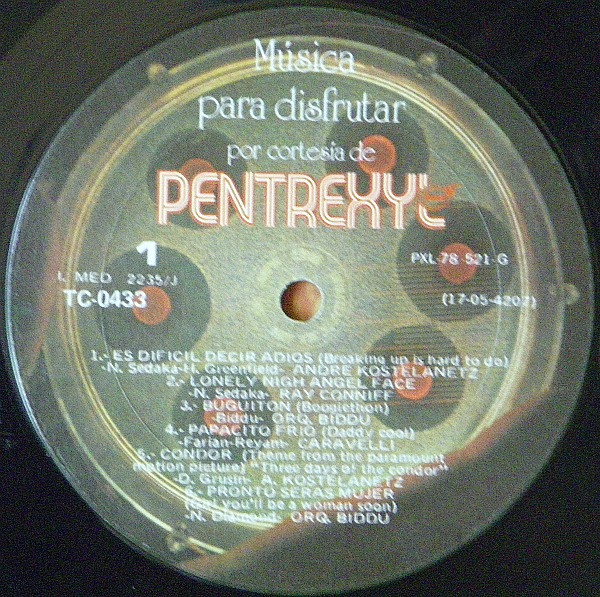 Música
para disfrutar
por cortesía de
PENTREXYL
1
PXL-78-521-G
I. MED 2235/J
TC-0433
(17-05-4202)
1.- ES DIFICIL DECIR ADIOS (Breaking up is hard to do)
-N. Sedaka-H. Greenfield- ANDRE KOSTELANETZ
2.- LONELY NIGH ANGEL FACE
-N. Sedaka- RAY CONNIFF
3.- BUGUITON (Boogiethon)
-Biddu- ORQ. BIDDU
4.- PAPACITO FRIO (Daddy cool)
-Farian-Reyam- CARAVELLI
5.- CONDOR (Theme from the paramount
motion picture) "Three days of the condor"
-D. Grusin- A. KOSTELANETZ
6.- PRONTO SERAS MUJER
(Girl you'll be a woman soon)
-N. Diamond- ORQ. BIDDU